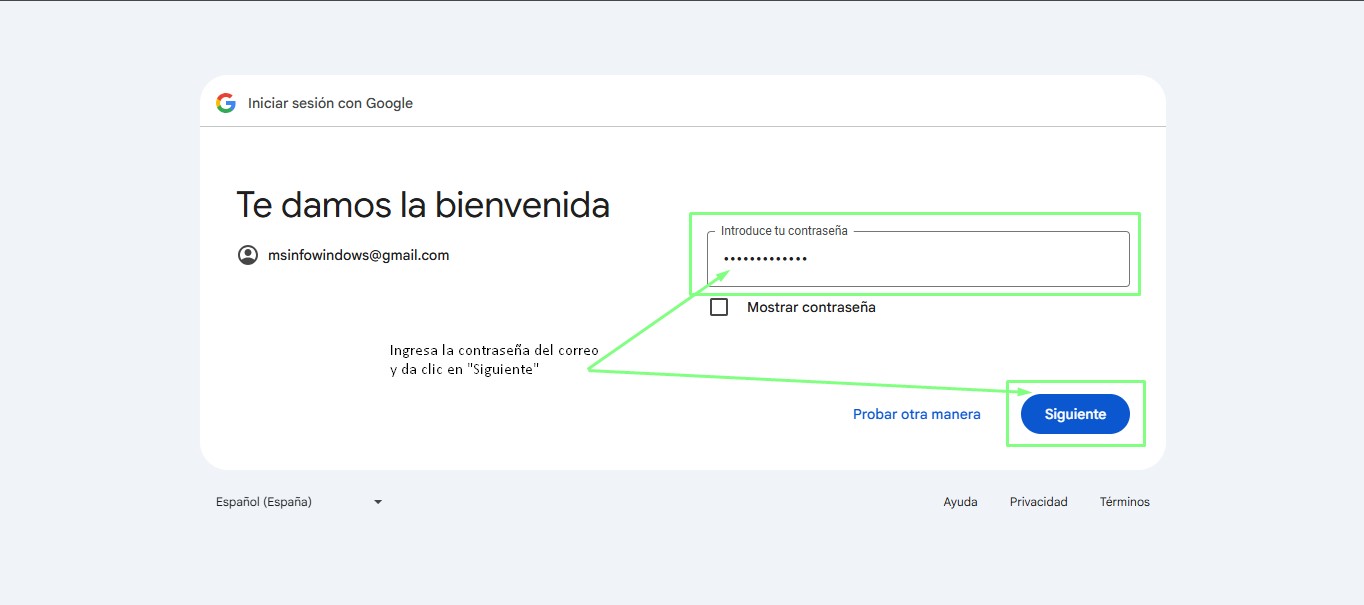 Iniciar sesión con Google
Te damos la bienvenida
msinfowindows@gmail.com
Introduce tu contraseña
•••••••••••••
Mostrar contraseña
Ingresa la contraseña del correo
y da clic en "Siguiente"
Probar otra manera
Siguiente
Español (España)
Ayuda
Privacidad
Términos